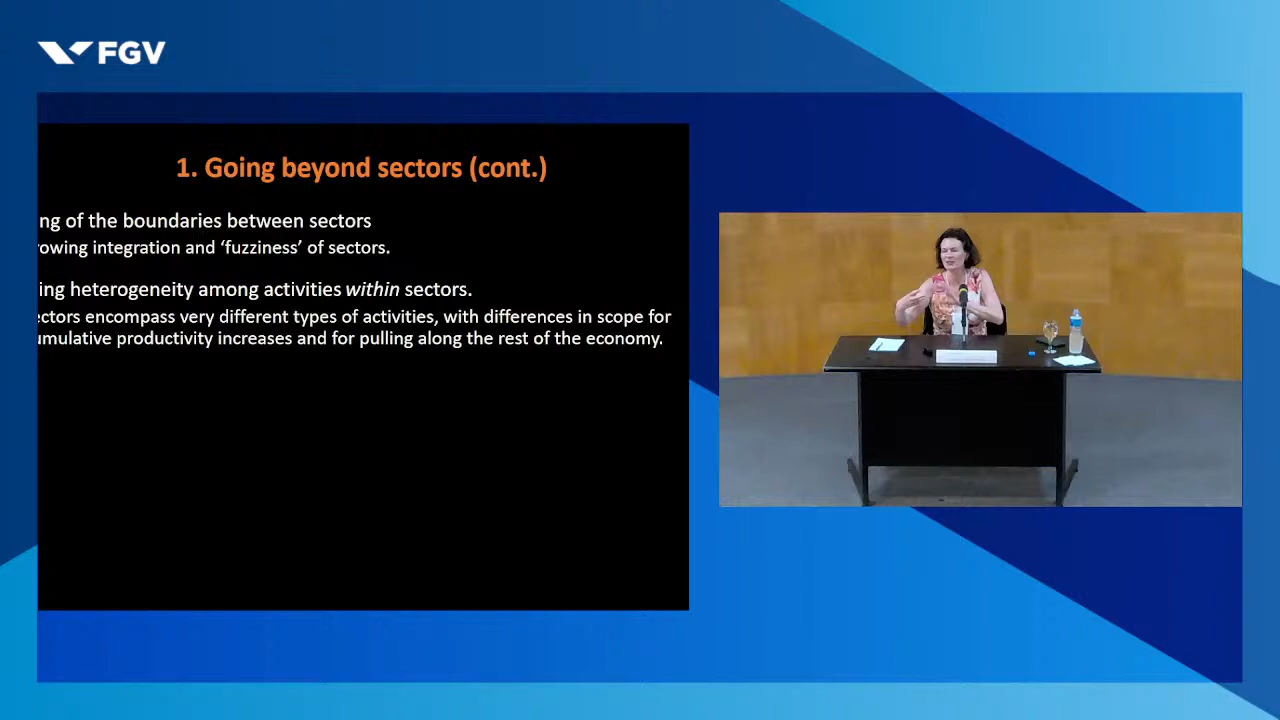 FGV
1. Going beyond sectors (cont.)
ng of the boundaries between sectors
owing integration and ‘fuzziness’ of sectors.
ing heterogeneity among activities within sectors.
ectors encompass very different types of activities, with differences in scope for
umulative productivity increases and for pulling along the rest of the economy.